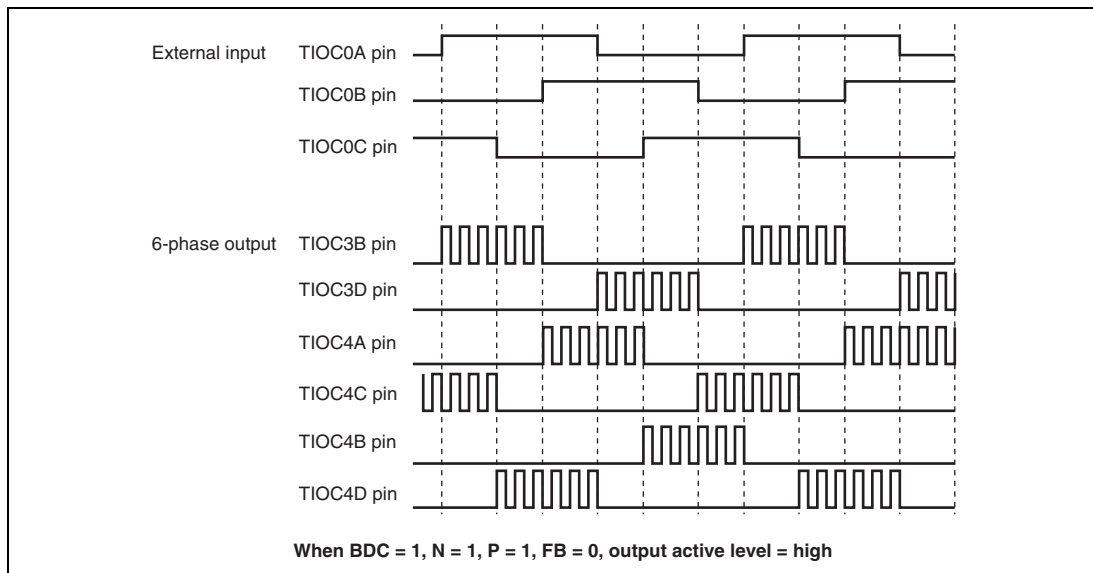 External input TIOC0A pin
TIOC0B pin
TIOC0C pin
6-phase output TIOC3B pin
TIOC3D pin
TIOC4A pin
TIOC4C pin
TIOC4B pin
TIOC4D pin
When BDC = 1, N = 1, P = 1, FB = 0, output active level = high